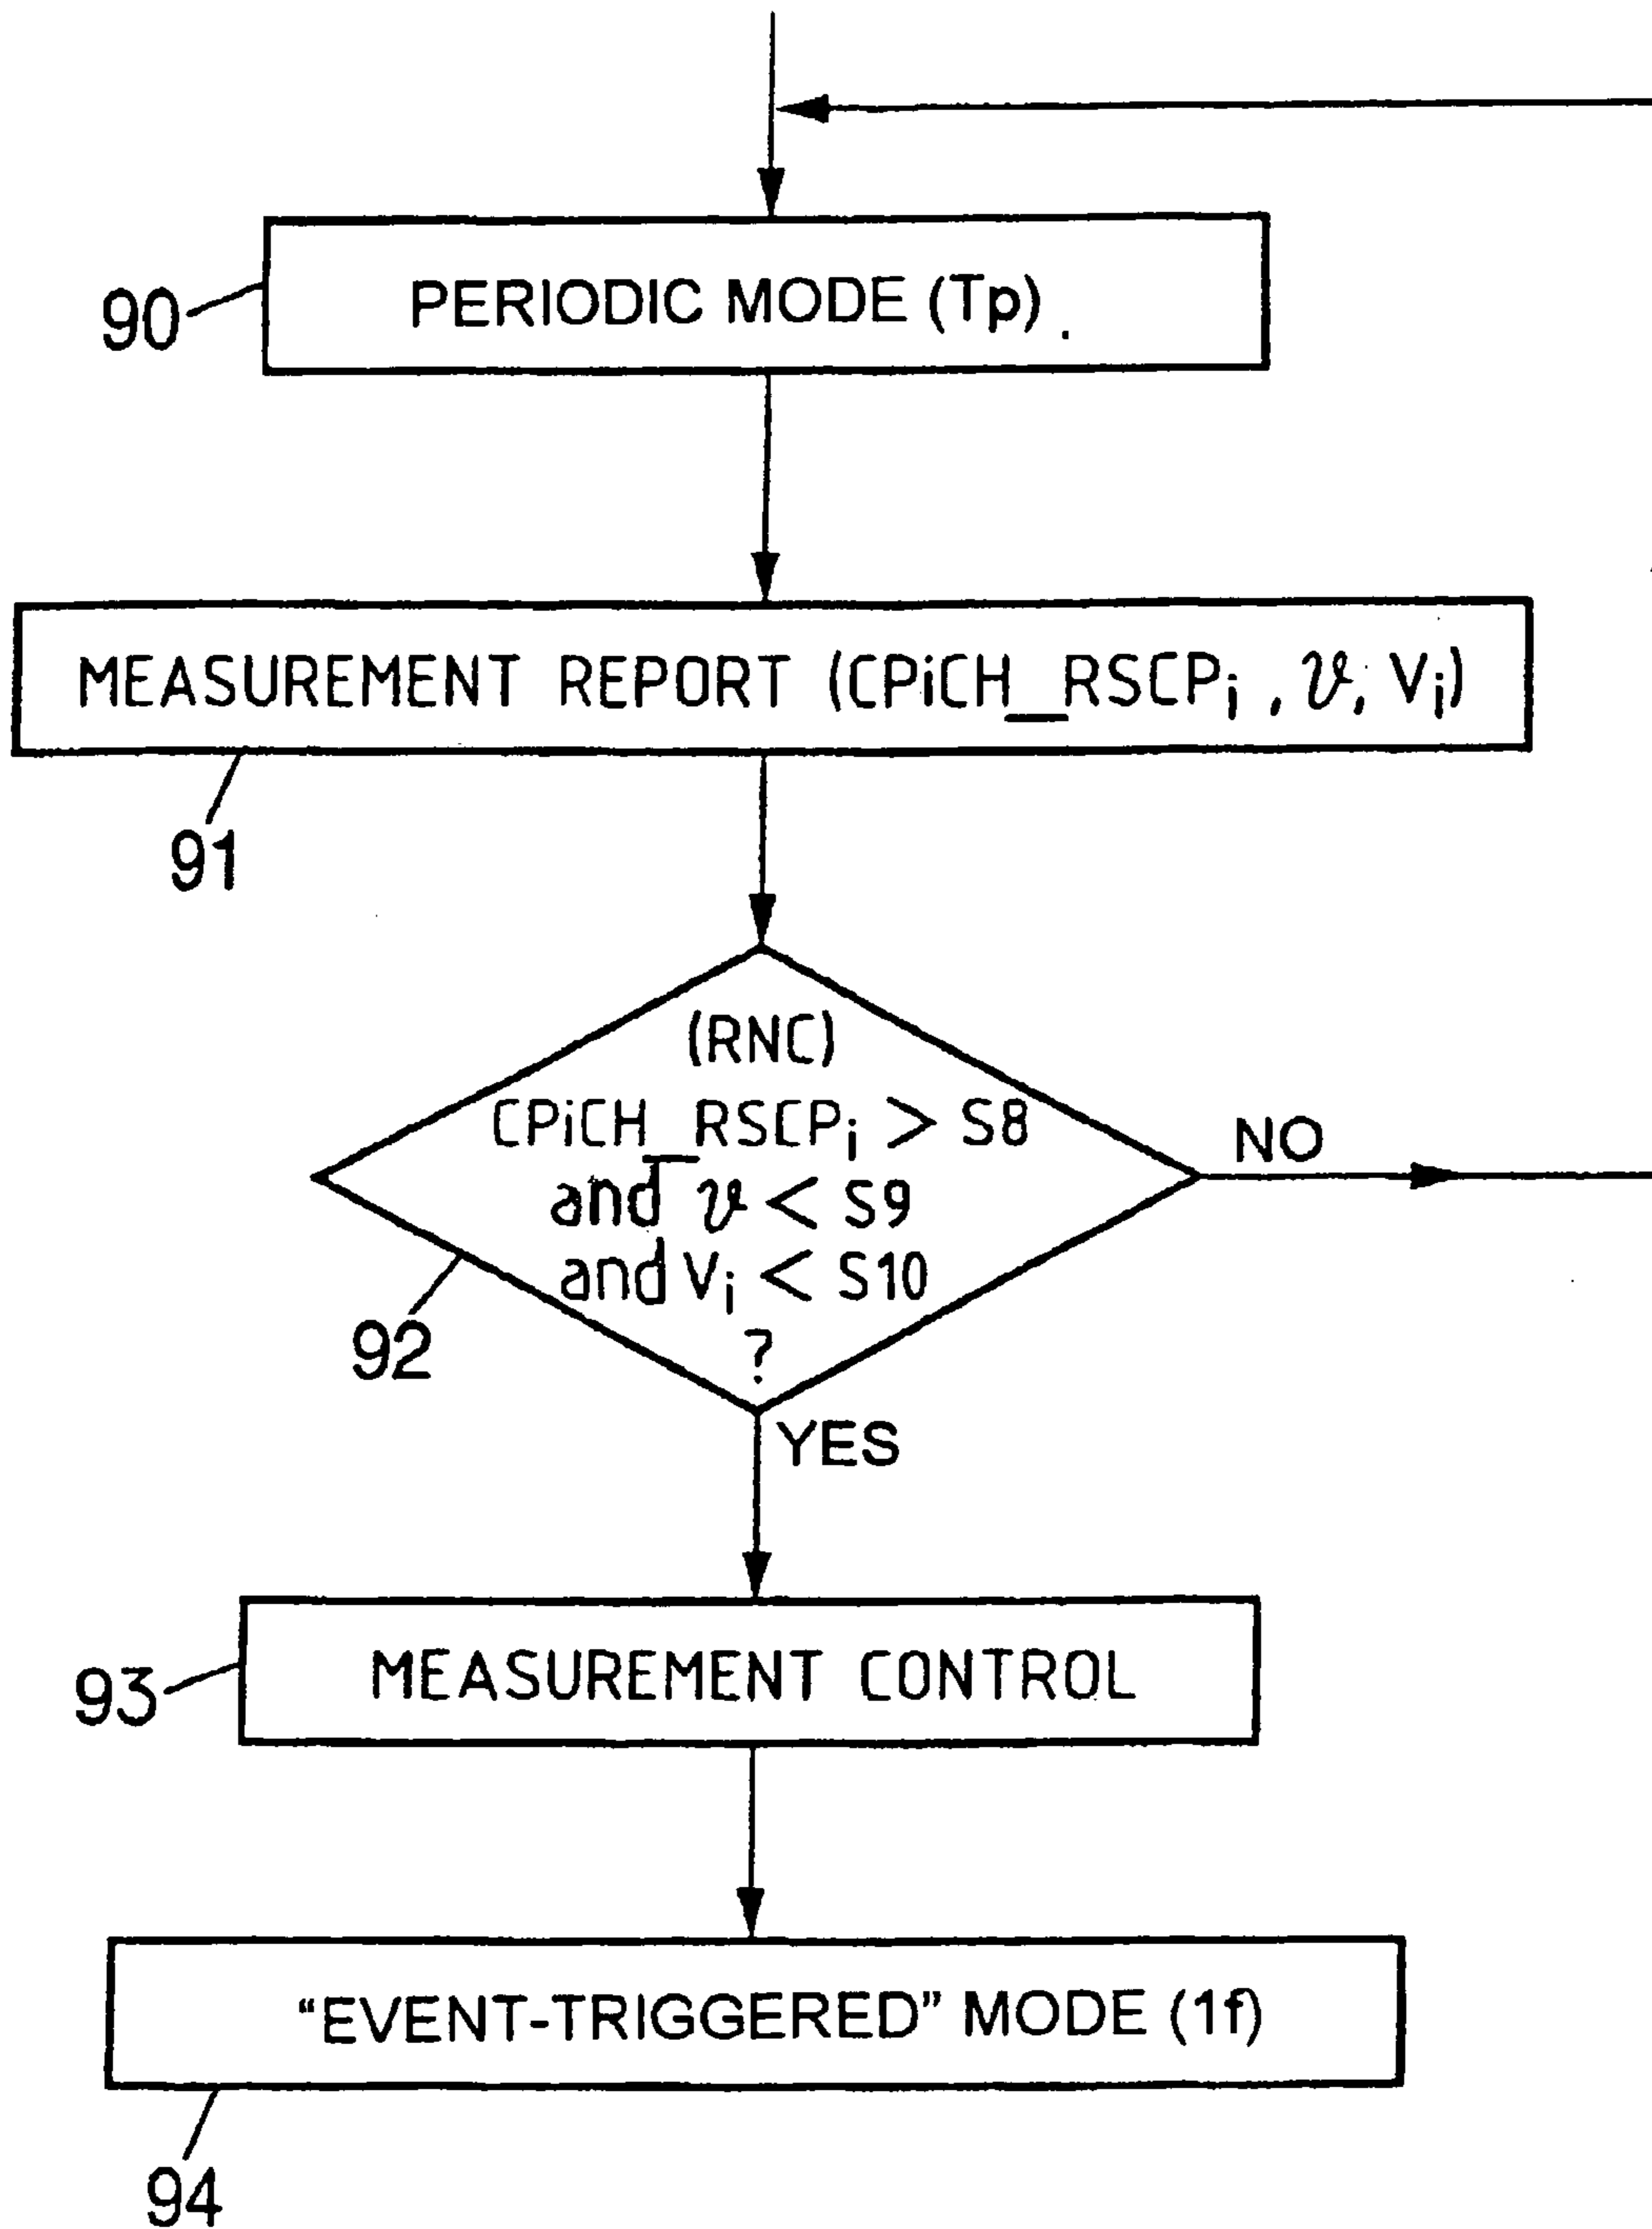 90
PERIODIC MODE (Tp) .
MEASUREMENT REPORT (CPiCH_RSCPi , 𝒱, Vi)
91
(RNC)
CPiCH_RSCPi > S8
and 𝒱 < S9
and Vi < S10
?
NO
92
YES
93
MEASUREMENT CONTROL
“EVENT-TRIGGERED” MODE (1f)
94